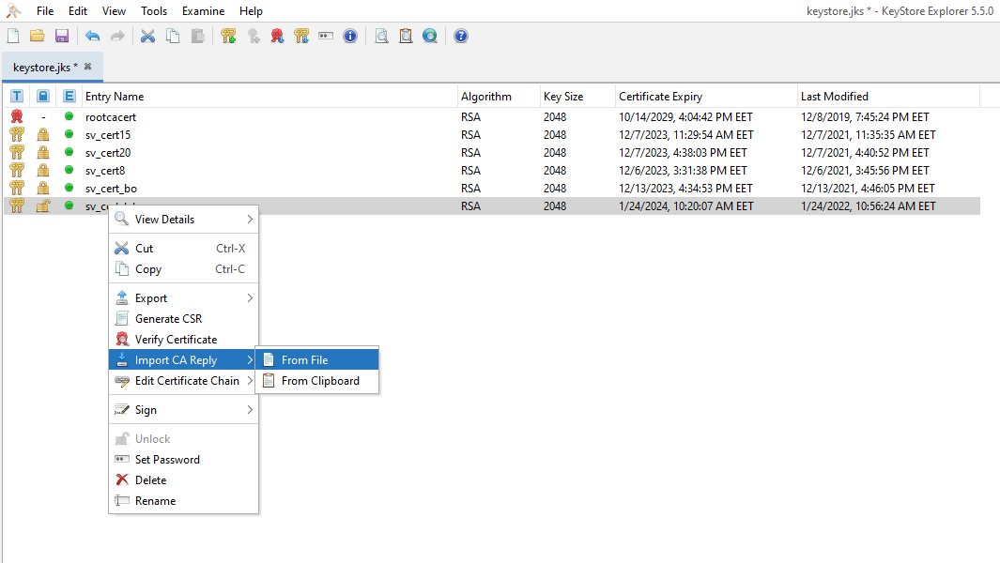 File Edit View Tools Examine Help keystore.jks * - KeyStore Explorer 5.5.0
keystore.jks *
T E Entry Name Algorithm Key Size Certificate Expiry Last Modified
- rootcacert RSA 2048 10/14/2029, 4:04:42 PM EET 12/8/2019, 7:45:24 PM EET
sv_cert15 RSA 2048 12/7/2023, 11:29:54 AM EET 12/7/2021, 11:35:35 AM EET
sv_cert20 RSA 2048 12/7/2023, 4:38:03 PM EET 12/7/2021, 4:40:52 PM EET
sv_cert8 RSA 2048 12/6/2023, 3:31:38 PM EET 12/6/2021, 3:45:56 PM EET
sv_cert_bo RSA 2048 12/13/2023, 4:34:53 PM EET 12/13/2021, 4:46:05 PM EET
RSA 2048 1/24/2024, 10:20:07 AM EET 1/24/2022, 10:56:24 AM EET
View Details
Cut Ctrl-X
Copy Ctrl-C
Export
Generate CSR
Verify Certificate
Import CA Reply
From File
Edit Certificate Chain
From Clipboard
Sign
Unlock
Set Password
Delete
Rename